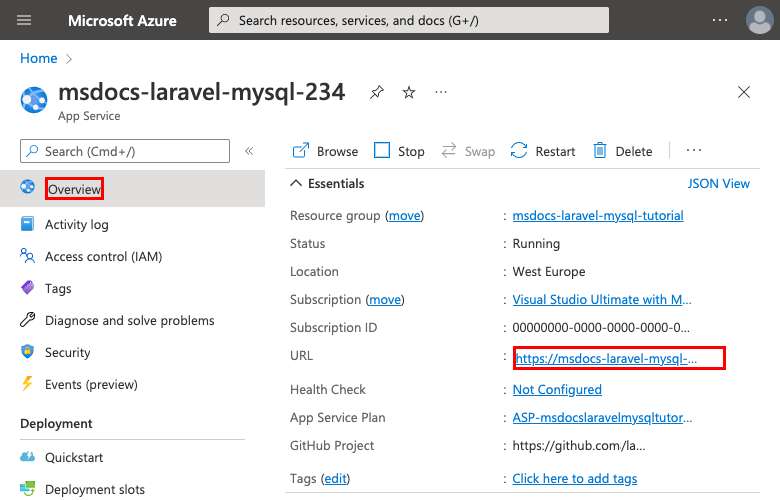 Microsoft Azure
Search resources, services, and docs (G+/)
...
Home
msdocs-laravel-mysql-234
...
App Service
Search (Cmd+/)
«
Browse
Stop
Swap
Restart
Delete
...
Overview
Activity log
Access control (IAM)
Tags
Diagnose and solve problems
Security
Events (preview)
Deployment
Quickstart
Deployment slots
Essentials
JSON View
Resource group (move) : msdocs-laravel-mysql-tutorial
Status : Running
Location : West Europe
Subscription (move) : Visual Studio Ultimate with M...
Subscription ID : 00000000-0000-0000-0000-0...
URL : https://msdocs-laravel-mysql-...
Health Check : Not Configured
App Service Plan : ASP-msdocslaravelmysqltutor...
GitHub Project : https://github.com/la...
Tags (edit) : Click here to add tags